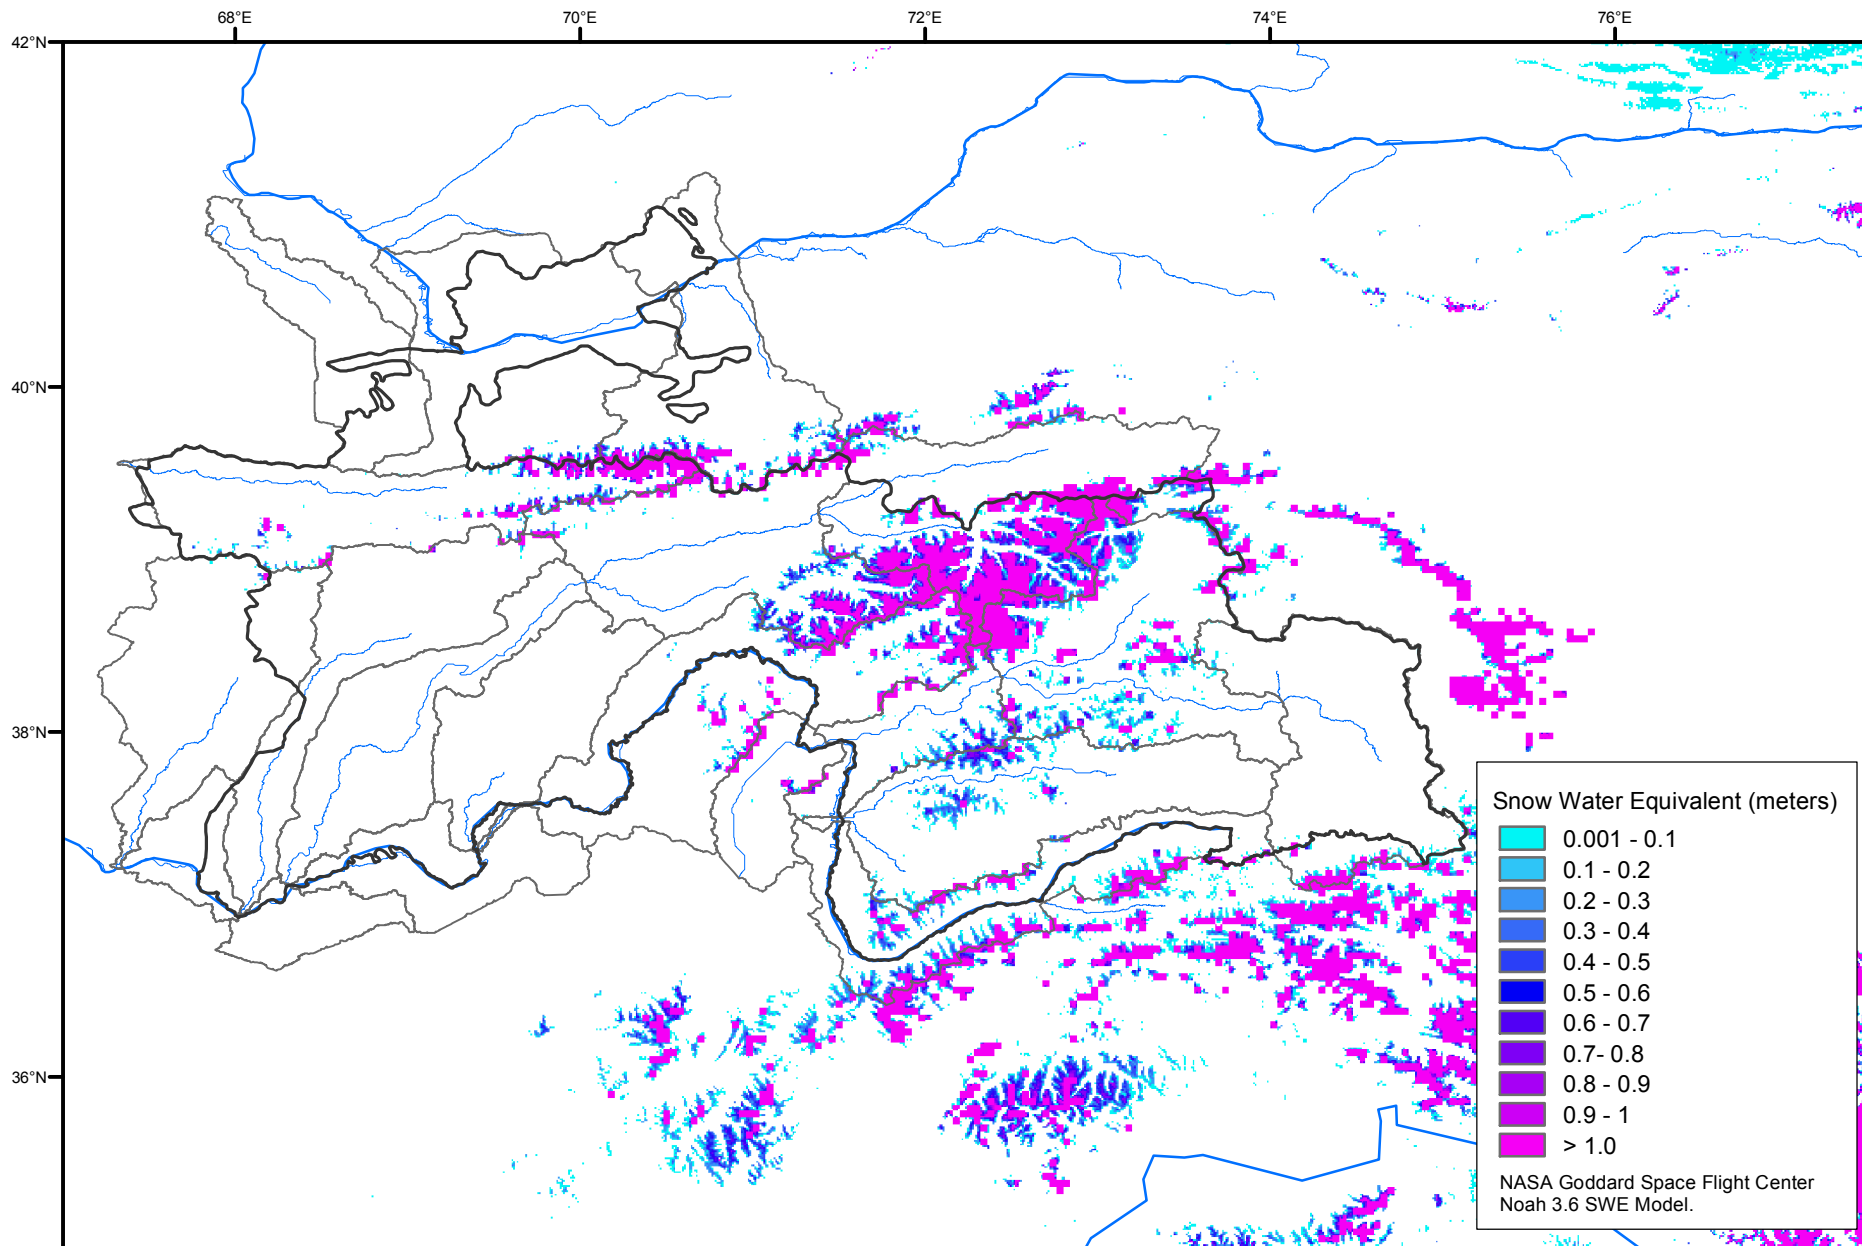 68°E 70°E 72°E 74°E 76°E
42°N
40°N
38°N
36°N
Snow Water Equivalent (meters)
0.001 - 0.1
0.1 - 0.2
0.2 - 0.3
0.3 - 0.4
0.4 - 0.5
0.5 - 0.6
0.6 - 0.7
0.7- 0.8
0.8 - 0.9
0.9 - 1
> 1.0
NASA Goddard Space Flight Center
Noah 3.6 SWE Model.